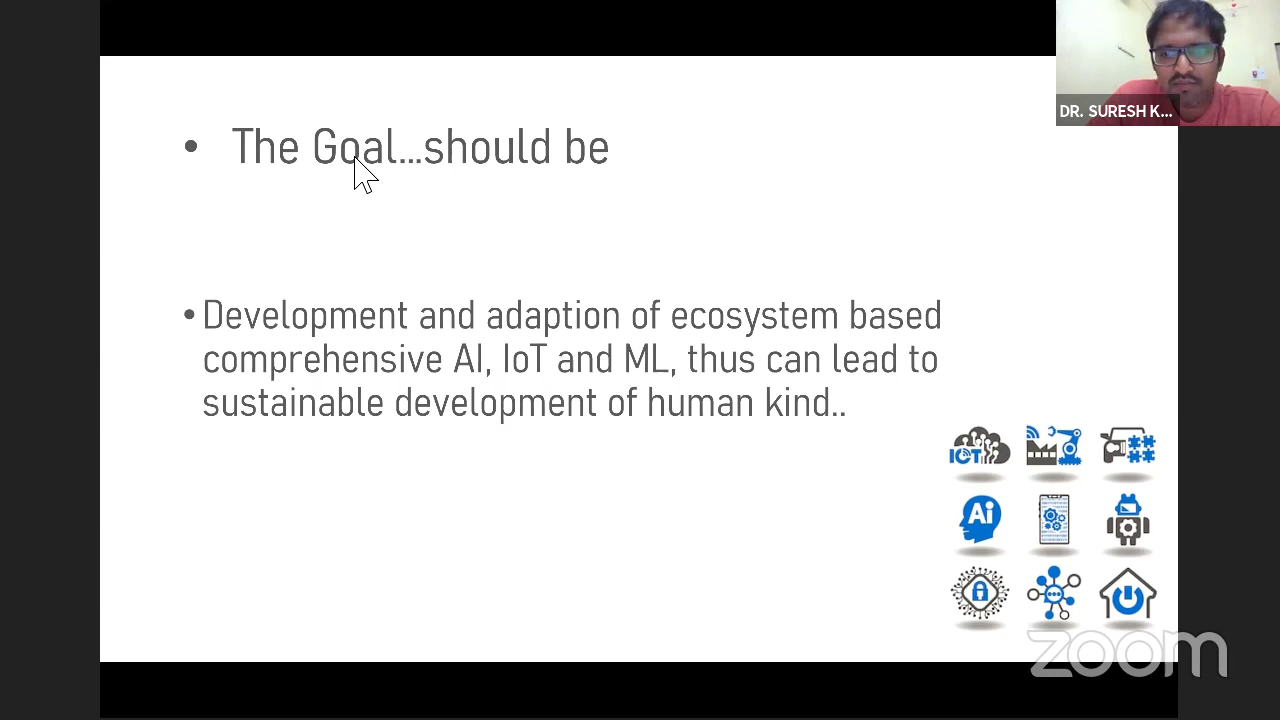 DR. SURESH K...
• The Goal...should be
• Development and adaption of ecosystem based
comprehensive AI, IoT and ML, thus can lead to
sustainable development of human kind..
IOT
Ai
zoom